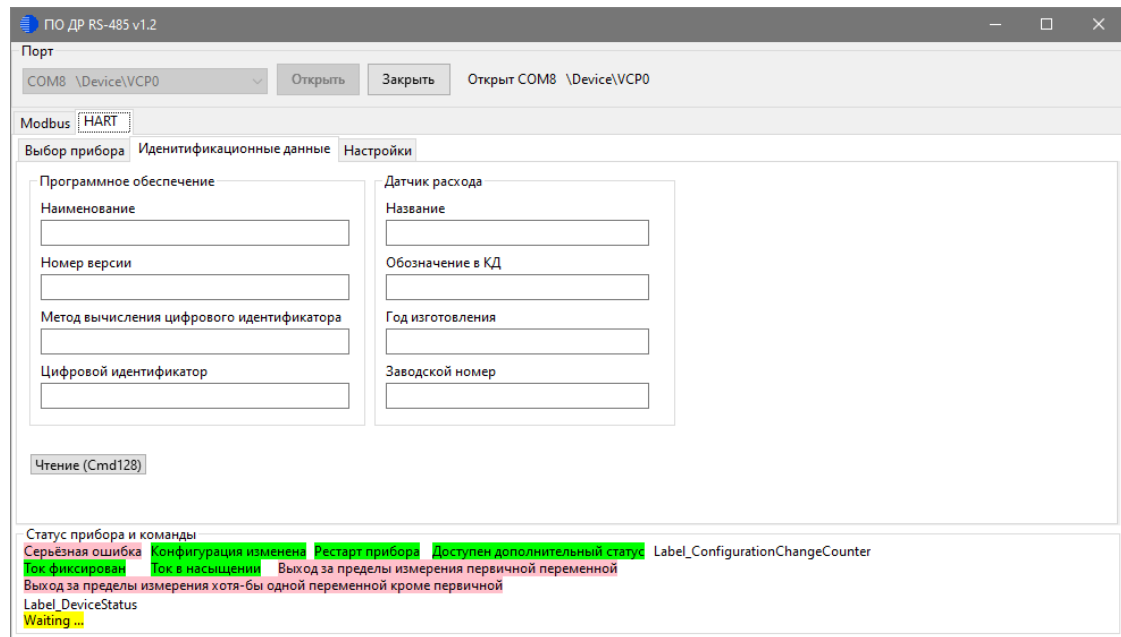 ПО ДР RS-485 v1.2
Порт
COM8 \Device\VCP0 Открыть Закрыть Открыт COM8 \Device\VCP0
Modbus HART
Выбор прибора Иденитификационные данные Настройки
Программное обеспечение Датчик расхода
Наименование Название
Номер версии Обозначение в КД
Метод вычисления цифрового идентификатора Год изготовления
Цифровой идентификатор Заводской номер
Чтение (Cmd128)
Статус прибора и команды
Серьёзная ошибка Конфигурация изменена Рестарт прибора Доступен дополнительный статус Label_ConfigurationChangeCounter
Ток фиксирован Ток в насыщении Выход за пределы измерения первичной переменной
Выход за пределы измерения хотя-бы одной переменной кроме первичной
Label_DeviceStatus
Waiting ...